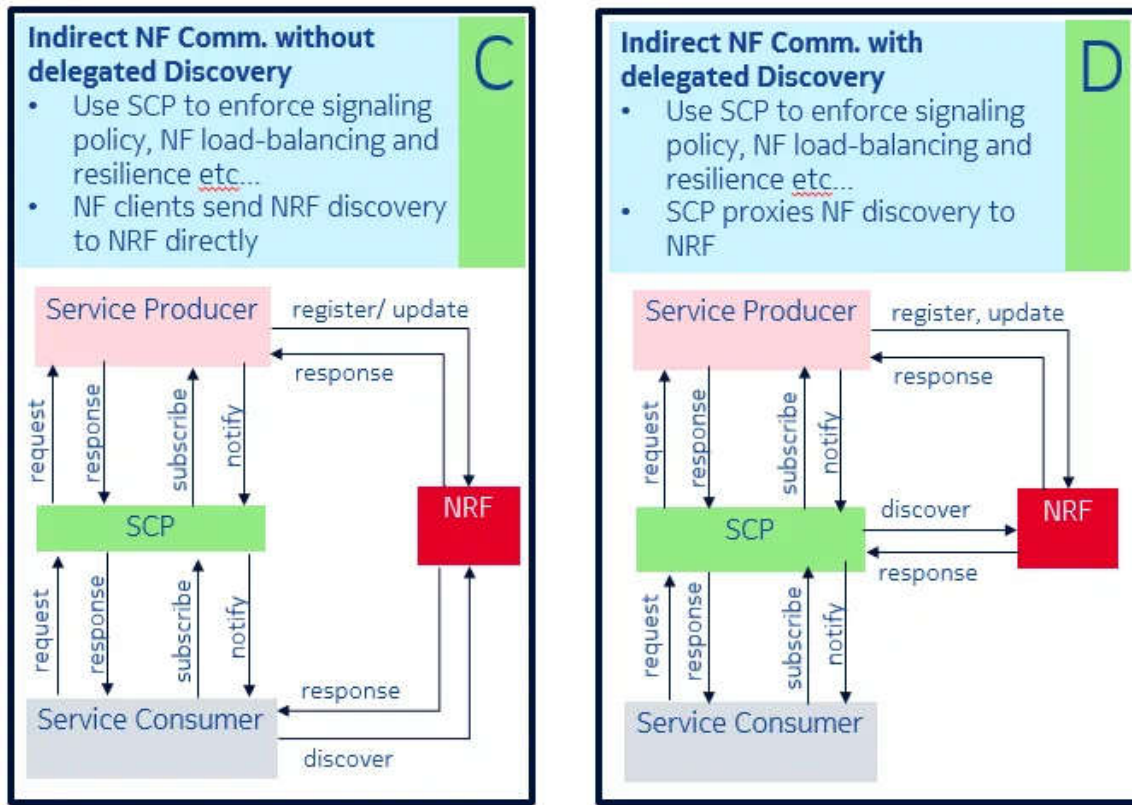 Indirect NF Comm. without
delegated Discovery
• Use SCP to enforce signaling
policy, NF load-balancing and
resilience etc...
• NF clients send NRF discovery
to NRF directly
C
Service Producer
register/ update
response
request
response
subscribe
notify
SCP
NRF
request
response
subscribe
notify
Service Consumer
response
discover
Indirect NF Comm. with
delegated Discovery
• Use SCP to enforce signaling
policy, NF load-balancing and
resilience etc...
• SCP proxies NF discovery to
NRF
D
Service Producer
register, update
response
request
response
subscribe
notify
SCP
discover
response
NRF
request
response
subscribe
notify
Service Consumer